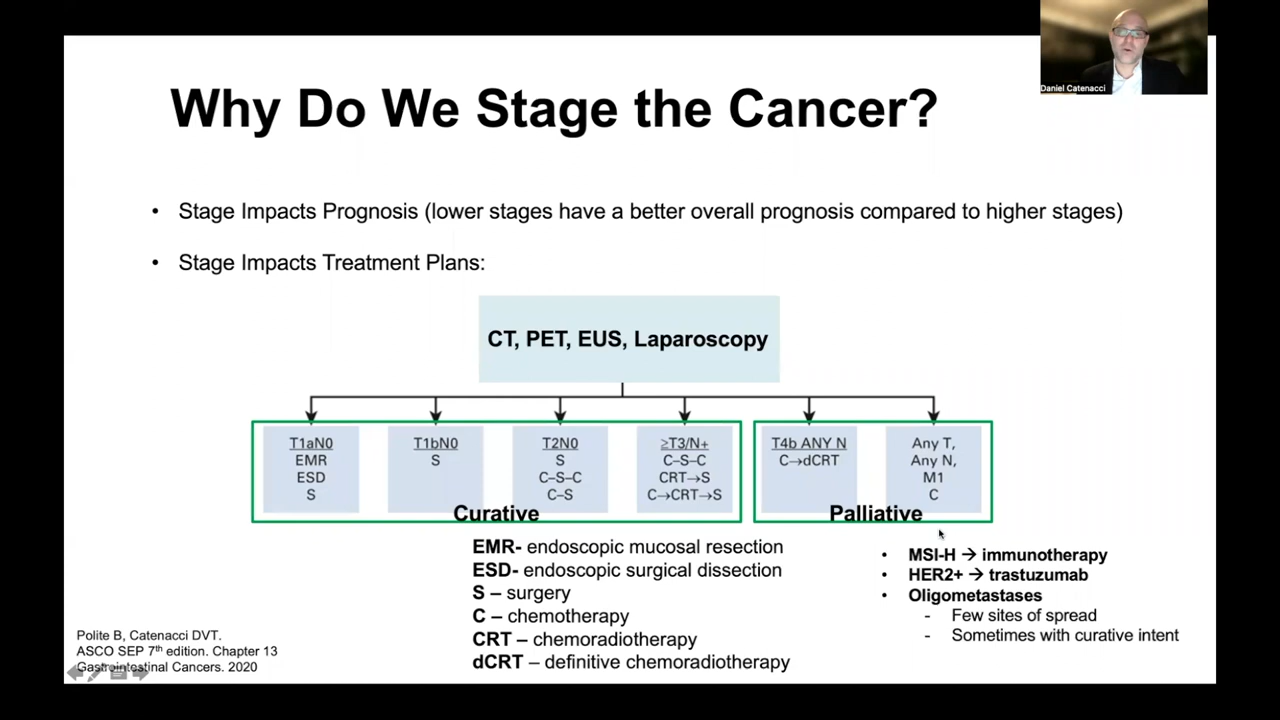 Daniel Catenacci
Why Do We Stage the Cancer?
• Stage Impacts Prognosis (lower stages have a better overall prognosis compared to higher stages)
• Stage Impacts Treatment Plans:
CT, PET, EUS, Laparoscopy
T1aN0
EMR
ESD
S
T1bN0
S
T2N0
S
C–S–C
C–S
≥T3/N+
C–S–C
CRT→S
C→CRT→S
Curative
T4b ANY N
C→dCRT
Any T,
Any N,
M1
C
Palliative
EMR- endoscopic mucosal resection
ESD- endoscopic surgical dissection
S – surgery
C – chemotherapy
CRT – chemoradiotherapy
dCRT – definitive chemoradiotherapy
• MSI-H → immunotherapy
• HER2+ → trastuzumab
• Oligometastases
- Few sites of spread
- Sometimes with curative intent
Polite B, Catenacci DVT.
ASCO SEP 7th edition. Chapter 13
Gastrointestinal Cancers. 2020